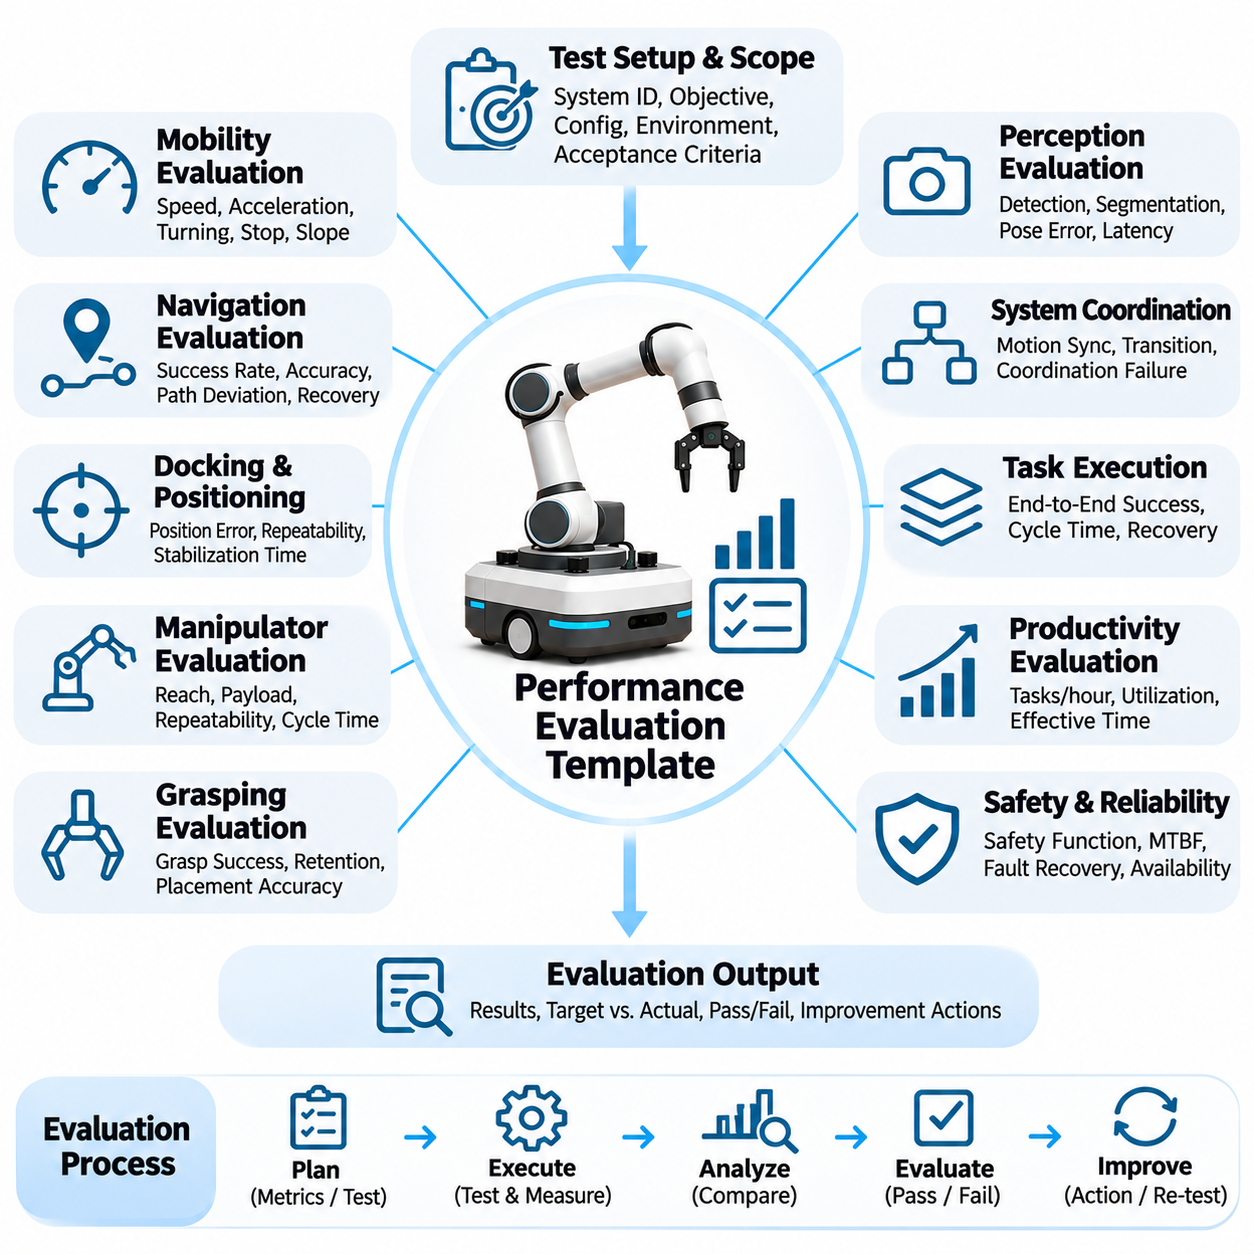 Test Setup & Scope
System ID, Objective,
Config, Environment,
Acceptance Criteria
Mobility
Evaluation
Speed, Acceleration,
Turning, Stop, Slope
Navigation
Evaluation
Success Rate, Accuracy,
Path Deviation, Recovery
Docking &
Positioning
Position Error, Repeatability,
Stabilization Time
Manipulator
Evaluation
Reach, Payload,
Repeatability, Cycle Time
Grasping
Evaluation
Grasp Success, Retention,
Placement Accuracy
Performance
Evaluation
Template
Perception
Evaluation
Detection, Segmentation,
Pose Error, Latency
System Coordination
Motion Sync, Transition,
Coordination Failure
Task Execution
End-to-End Success,
Cycle Time, Recovery
Productivity
Evaluation
Tasks/hour, Utilization,
Effective Time
Safety & Reliability
Safety Function, MTBF,
Fault Recovery, Availability
Evaluation Output
Results, Target vs. Actual, Pass/Fail, Improvement Actions
Evaluation
Process
Plan
(Metrics / Test)
Execute
(Test & Measure)
Analyze
(Compare)
Evaluate
(Pass / Fail)
Improve
(Action / Re-test)